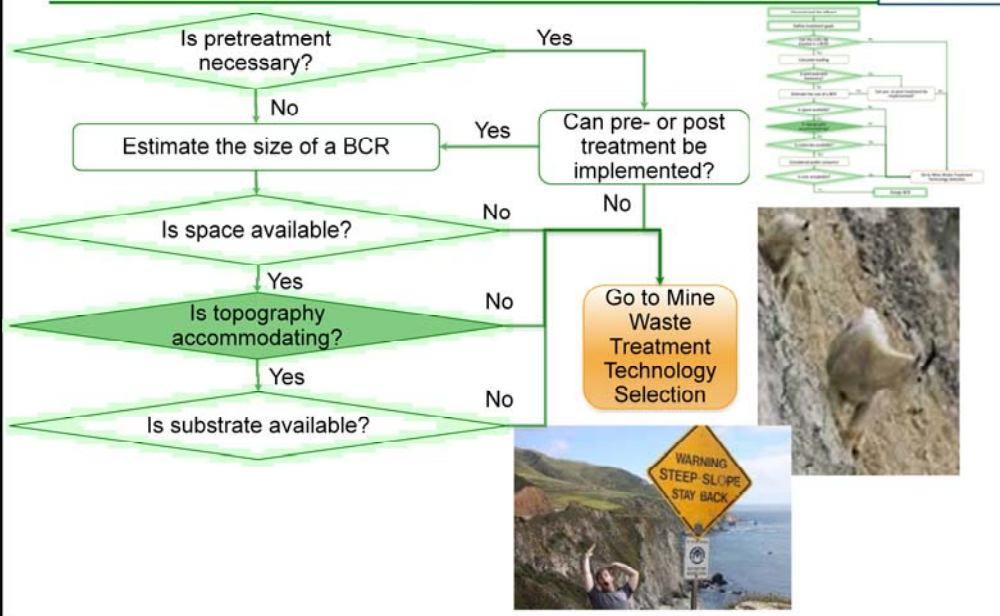 Is pretreatment
necessary?
Yes
No
Estimate the size of a BCR
Yes
Can pre- or post
treatment be
implemented?
No
Is space available?
No
Yes
Is topography
accommodating?
No
Yes
Is substrate available?
No
Go to Mine
Waste
Treatment
Technology
Selection
WARNING
STEEP SLOPE
STAY BACK